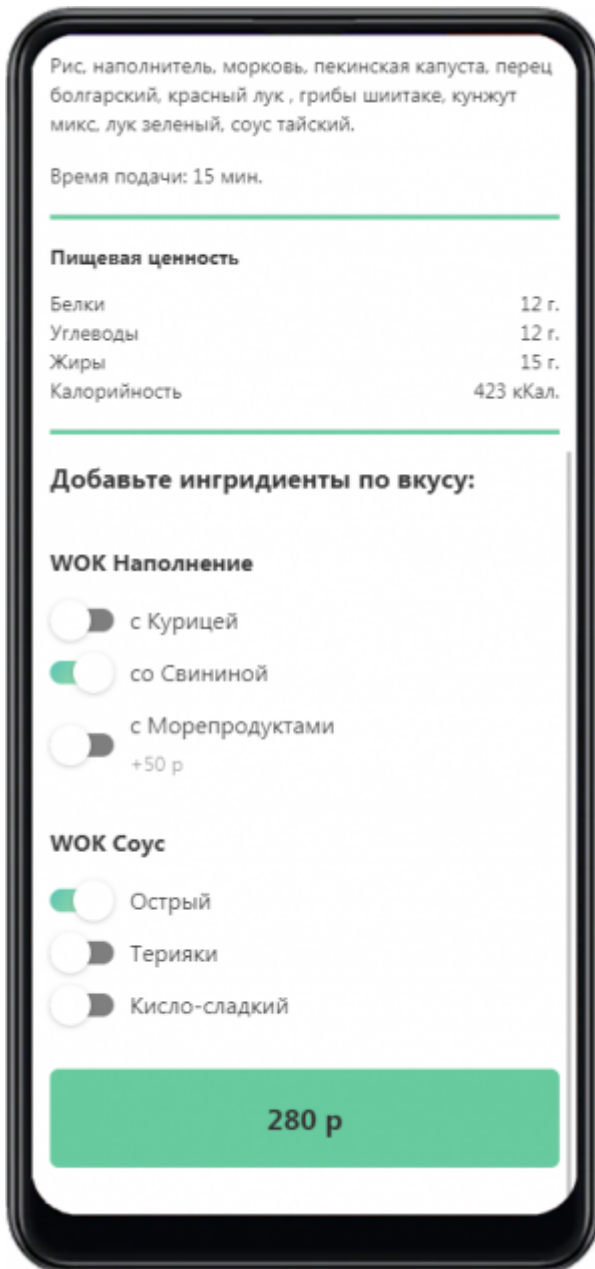 Рис, наполнитель, морковь, пекинская капуста, перец
болгарский, красный лук , грибы шиитаке, кунжут
микс, лук зеленый, соус тайский.
Время подачи: 15 мин.
Пищевая ценность
Белки 12 г.
Углеводы 12 г.
Жиры 15 г.
Калорийность 423 кКал.
Добавьте ингридиенты по вкусу:
WOK Наполнение
с Курицей
со Свининой
с Морепродуктами
+50 р
WOK Соус
Острый
Терияки
Кисло-сладкий
280 р